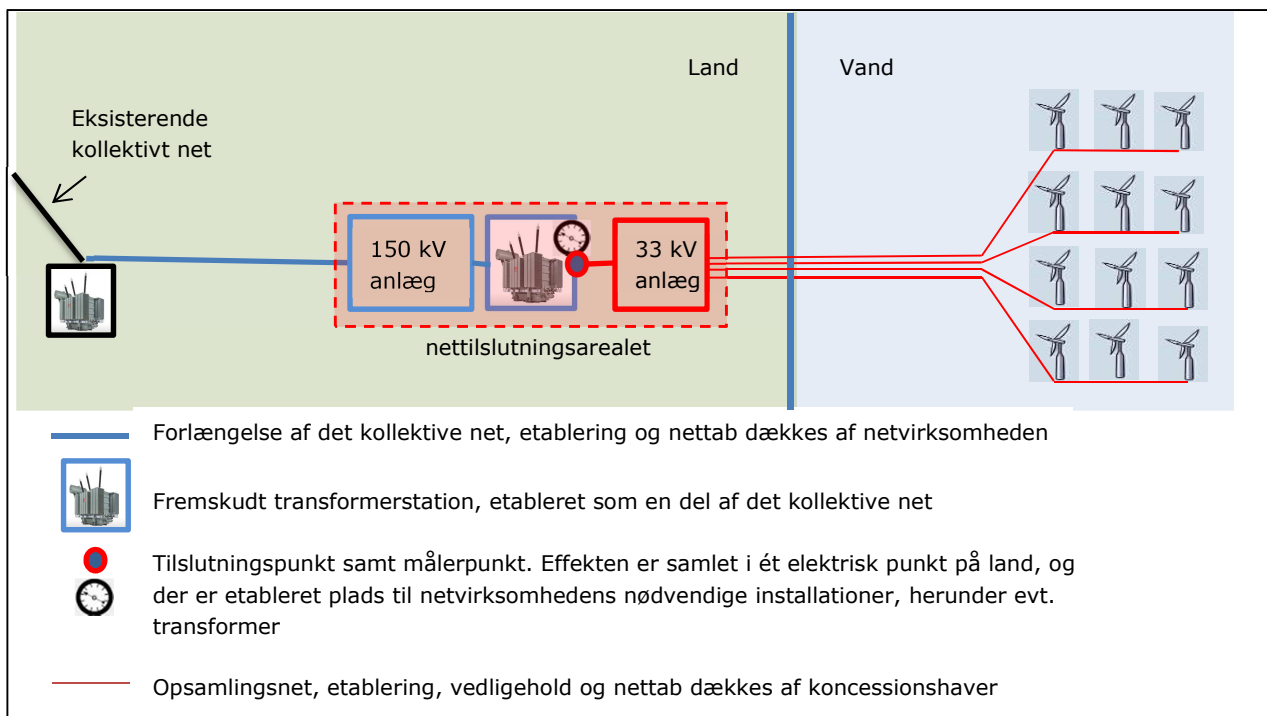 Land
Vand
Eksisterende
kollektivt net
150 kV
anlæg
33 kV
anlæg
nettilslutningsarealet
Forlængelse af det kollektive net, etablering og nettab dækkes af netvirksomheden
Fremskudt transformerstation, etableret som en del af det kollektive net
Tilslutningspunkt samt målerpunkt. Effekten er samlet i ét elektrisk punkt på land, og
der er etableret plads til netvirksomhedens nødvendige installationer, herunder evt.
transformer
Opsamlingsnet, etablering, vedligehold og nettab dækkes af koncessionshaver